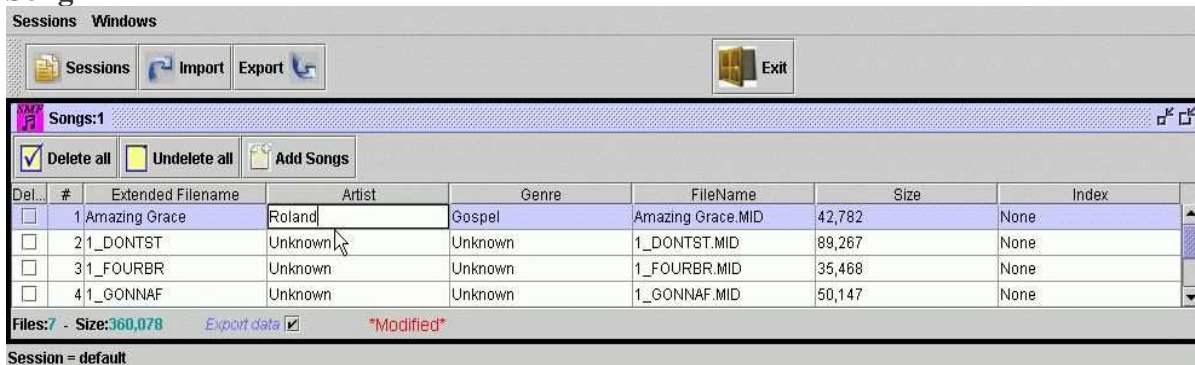 Sessions Windows
Sessions Import Export Exit
SMF Songs:1
Delete all Undelete all Add Songs
Del... # Extended Filename Artist Genre FileName Size Index
1 Amazing Grace Roland Gospel Amazing Grace.MID 42,782 None
2 1_DONTST Unknown Unknown 1_DONTST.MID 89,267 None
3 1_FOURBR Unknown Unknown 1_FOURBR.MID 35,468 None
4 1_GONNAF Unknown Unknown 1_GONNAF.MID 50,147 None
Files:7 - Size:360,078 Export data *Modified*
Session = default